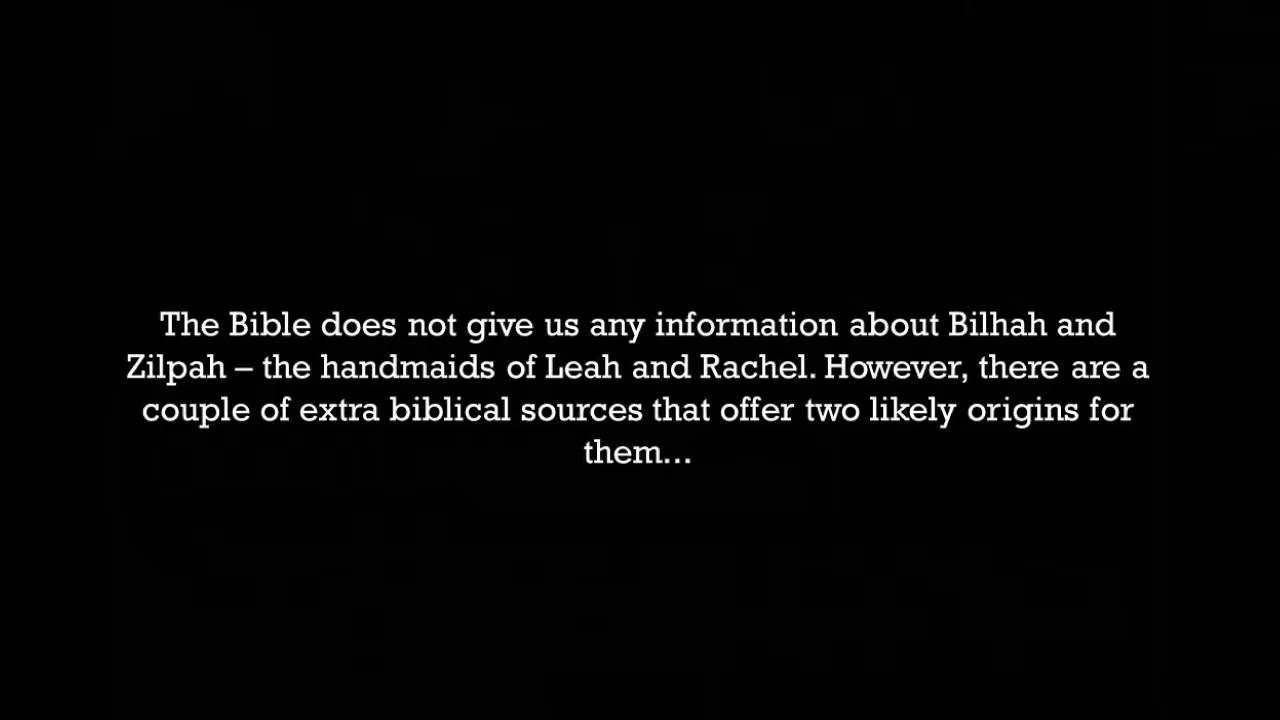 The Bible does not give us any information about Bilhah and
Zilpah – the handmaids of Leah and Rachel. However, there are a
couple of extra biblical sources that offer two likely origins for
them...